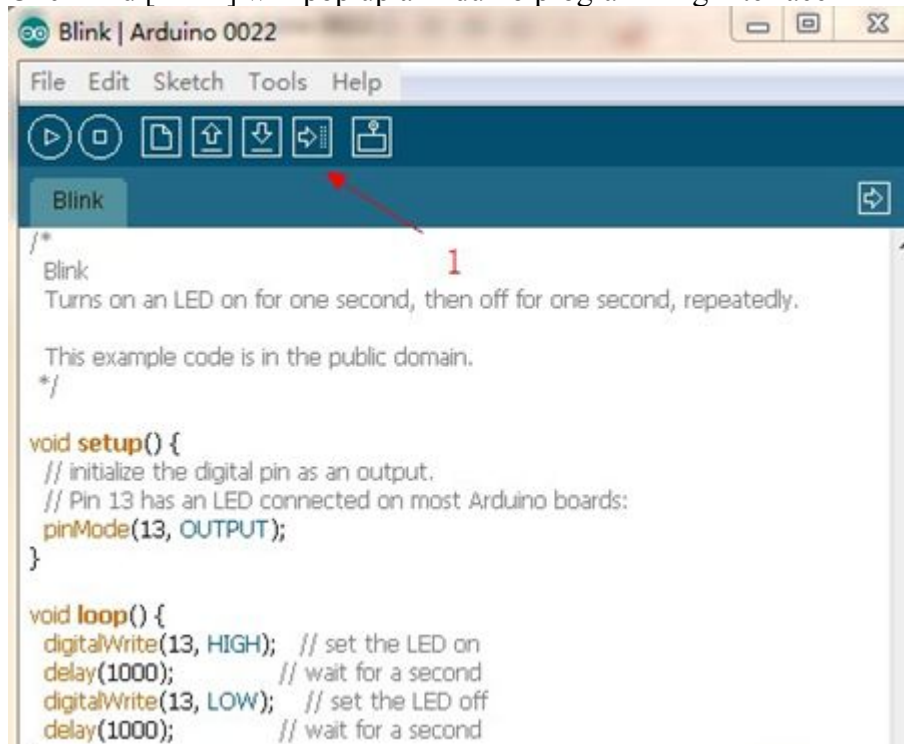 Blink | Arduino 0022
File Edit Sketch Tools Help
Blink
1
/*
Blink
Turns on an LED on for one second, then off for one second, repeatedly.
This example code is in the public domain.
*/
void setup() {
// initialize the digital pin as an output.
// Pin 13 has an LED connected on most Arduino boards:
pinMode(13, OUTPUT);
}
void loop() {
digitalWrite(13, HIGH); // set the LED on
delay(1000); // wait for a second
digitalWrite(13, LOW); // set the LED off
delay(1000); // wait for a second